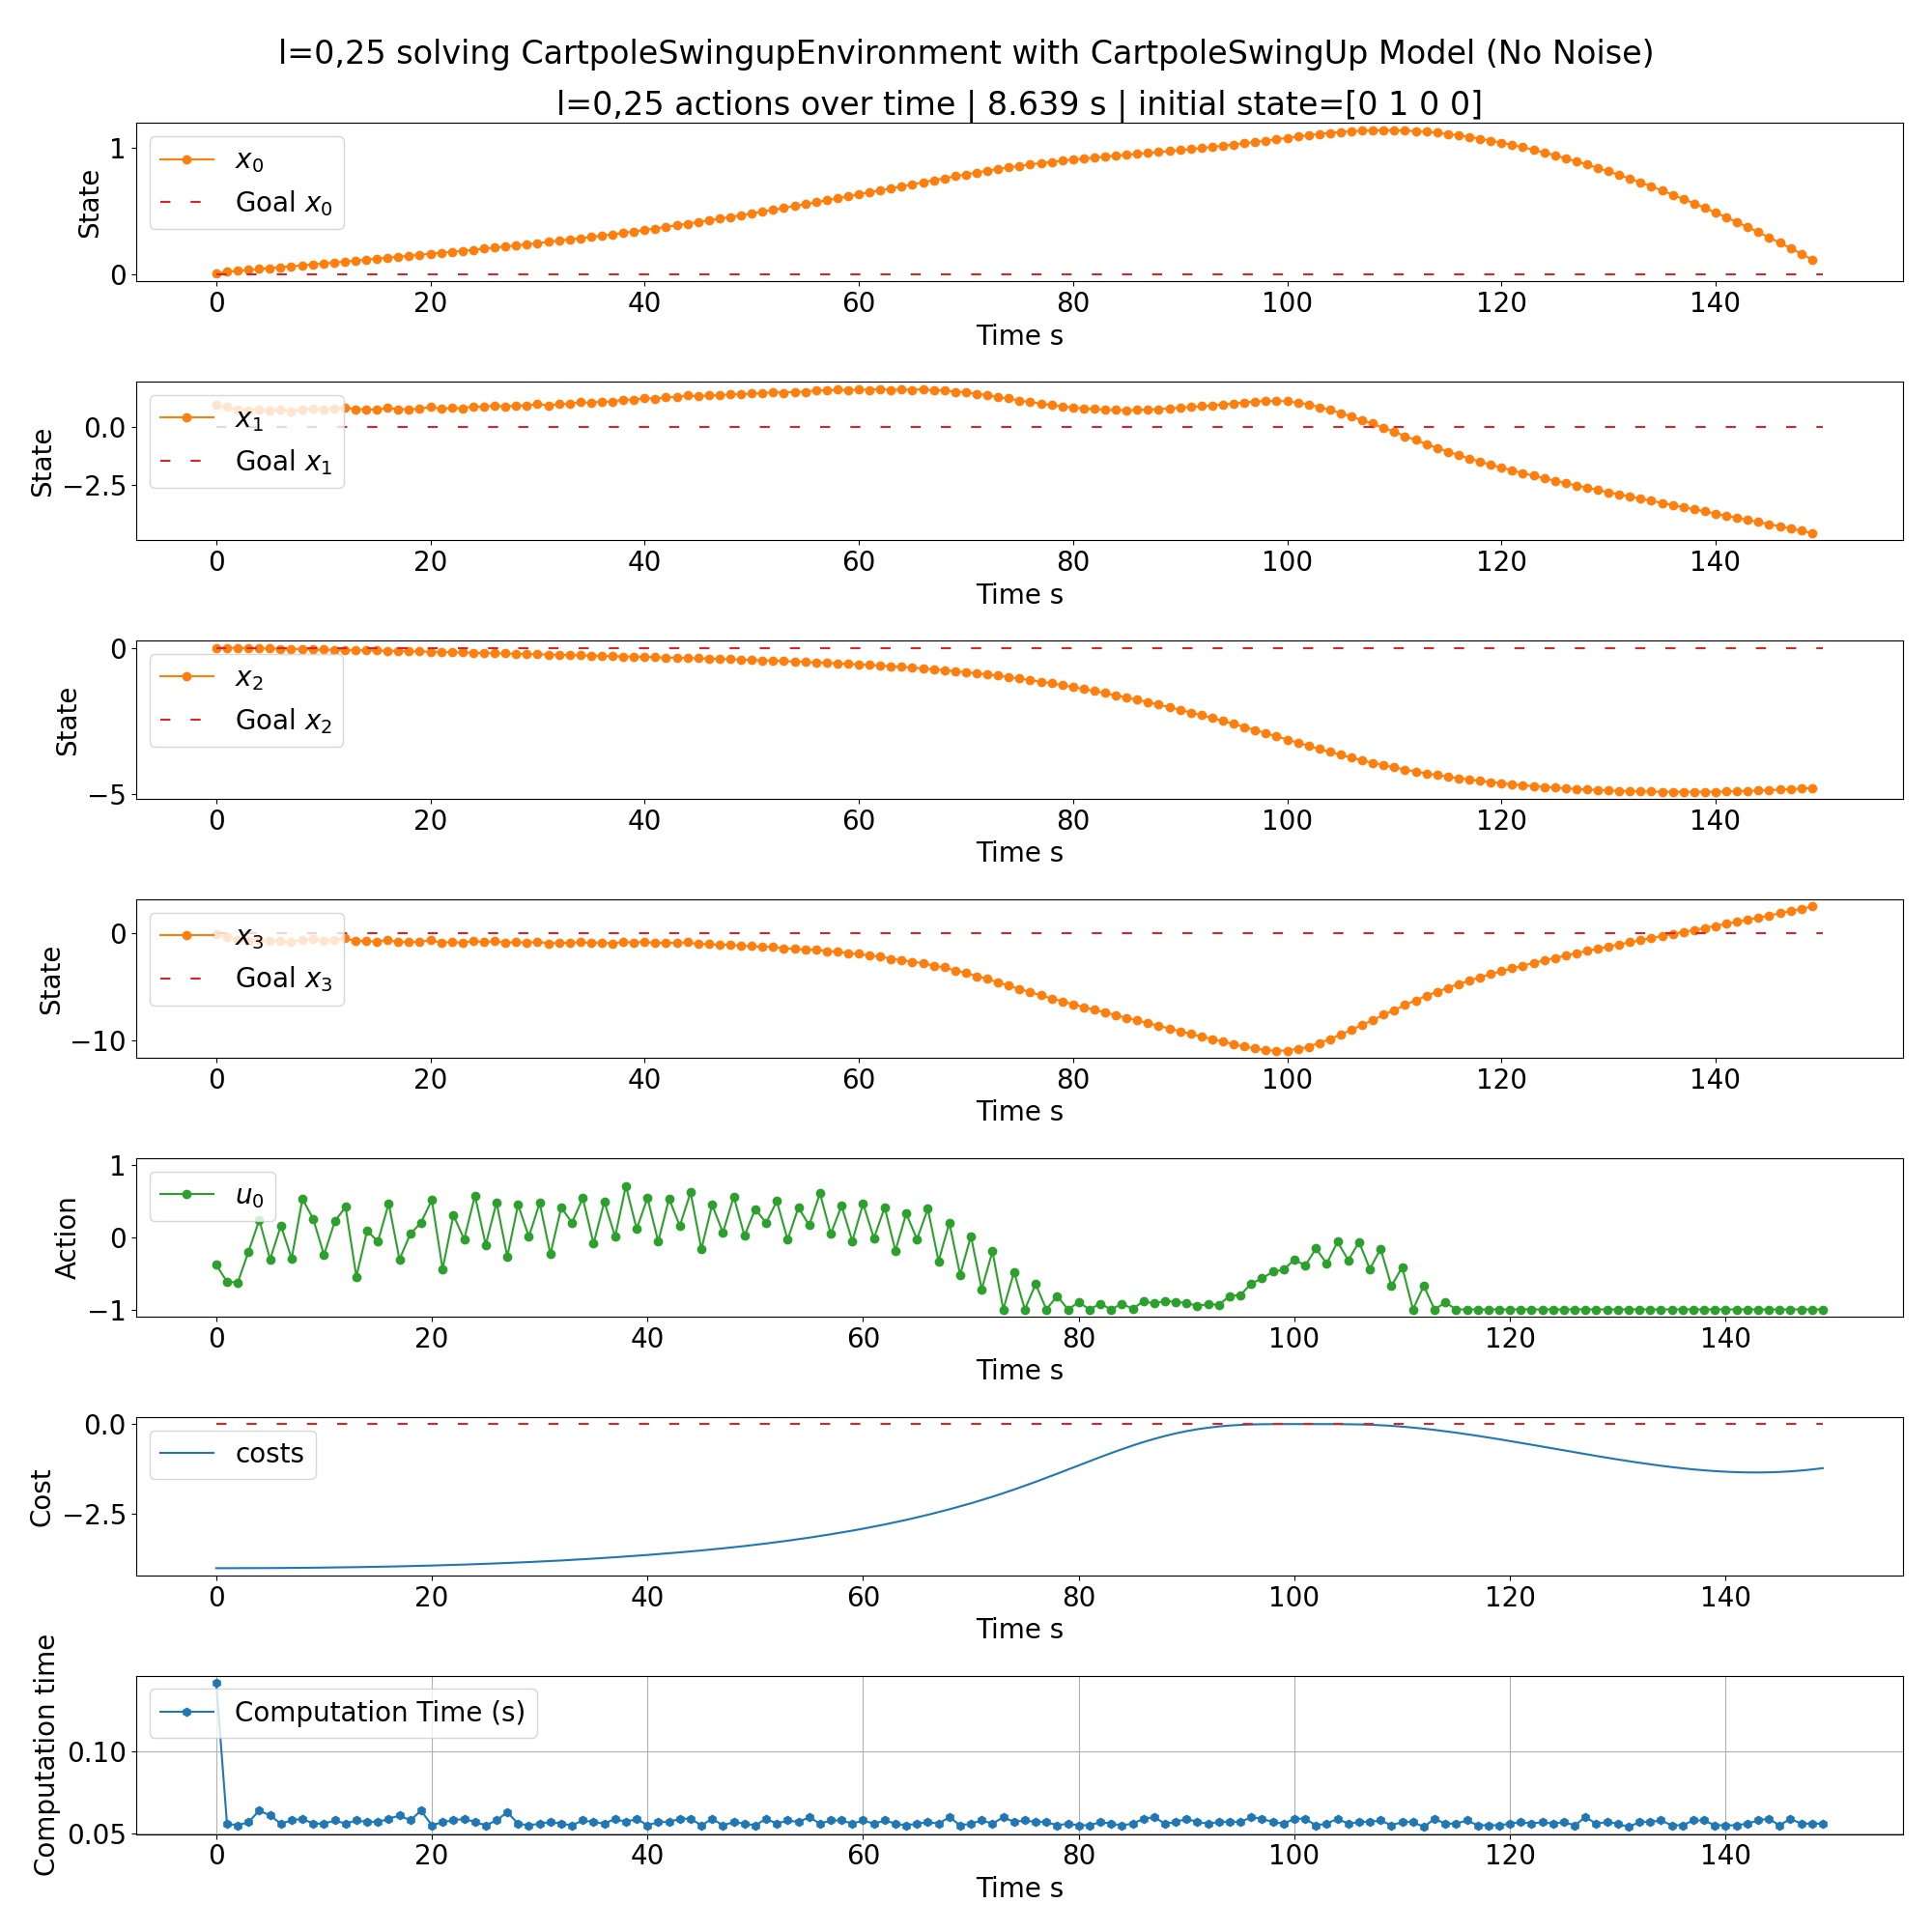 l=0,25 solving CartpoleSwingupEnvironment with CartpoleSwingUp Model (No Noise)
l=0,25 actions over time | 8.639 s | initial state=[0 1 0 0]
State
1
0
x₀
Goal x₀
0 20 40 60 80 100 120 140
Time s
State
0.0
−2.5
x₁
Goal x₁
0 20 40 60 80 100 120 140
Time s
State
0
−5
x₂
Goal x₂
0 20 40 60 80 100 120 140
Time s
State
0
−10
x₃
Goal x₃
0 20 40 60 80 100 120 140
Time s
Action
1
0
−1
u₀
0 20 40 60 80 100 120 140
Time s
Cost
0.0
−2.5
costs
0 20 40 60 80 100 120 140
Time s
Computation time
0.10
0.05
Computation Time (s)
0 20 40 60 80 100 120 140
Time s